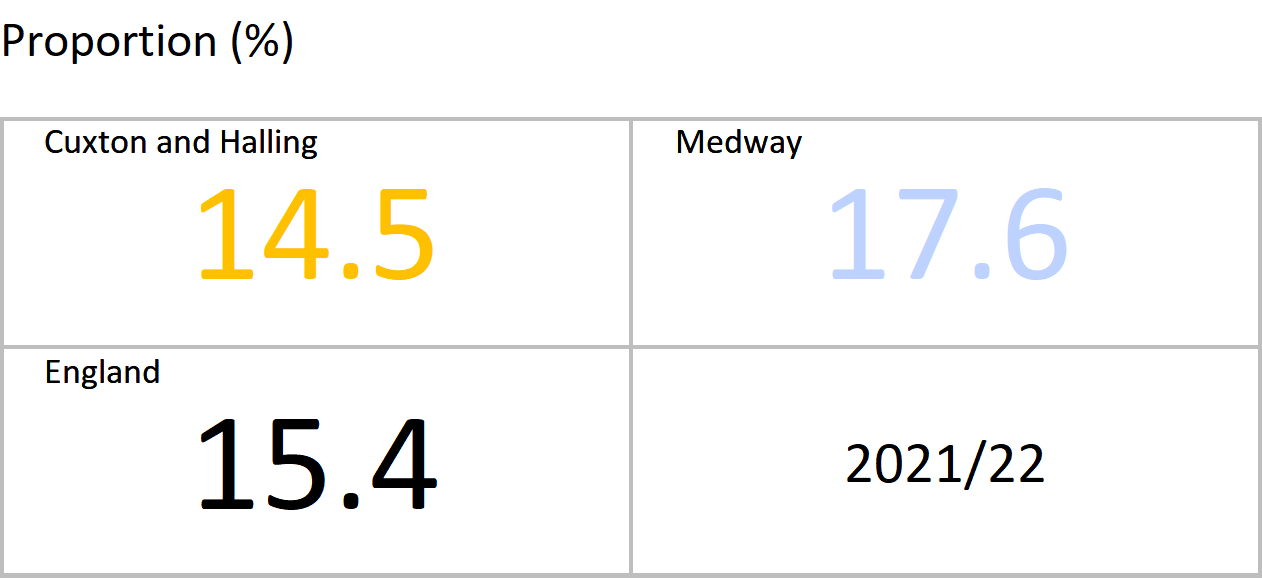 Proportion (%)
Cuxton and Halling
14.5
Medway
17.6
England
15.4
2021/22